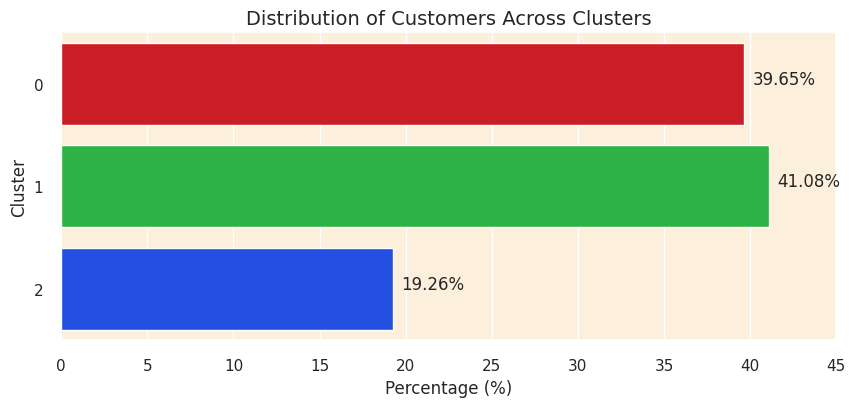 Distribution of Customers Across Clusters
Cluster
0
39.65%
1
41.08%
2
19.26%
0 5 10 15 20 25 30 35 40 45
Percentage (%)